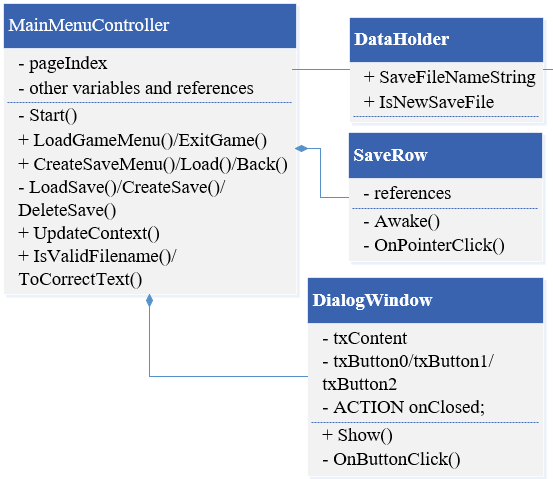 MainMenuController
- pageIndex
- other variables and references
- Start()
+ LoadGameMenu()/ExitGame()
+ CreateSaveMenu()/Load()/Back()
- LoadSave()/CreateSave()/
DeleteSave()
+ UpdateContext()
+ IsValidFilename()/
ToCorrectText()
DataHolder
+ SaveFileNameString
+ IsNewSaveFile
SaveRow
- references
- Awake()
- OnPointerClick()
DialogWindow
- txContent
- txButton0/txButton1/
txButton2
- ACTION onClosed;
+ Show()
- OnButtonClick()